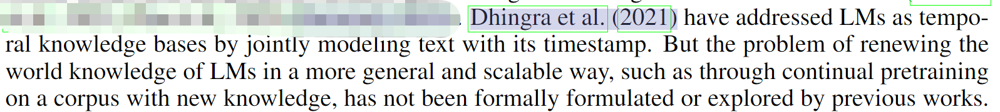 Dhingra et al. (2021) have addressed LMs as tempo-
ral knowledge bases by jointly modeling text with its timestamp. But the problem of renewing the
world knowledge of LMs in a more general and scalable way, such as through continual pretraining
on a corpus with new knowledge, has not been formally formulated or explored by previous works.